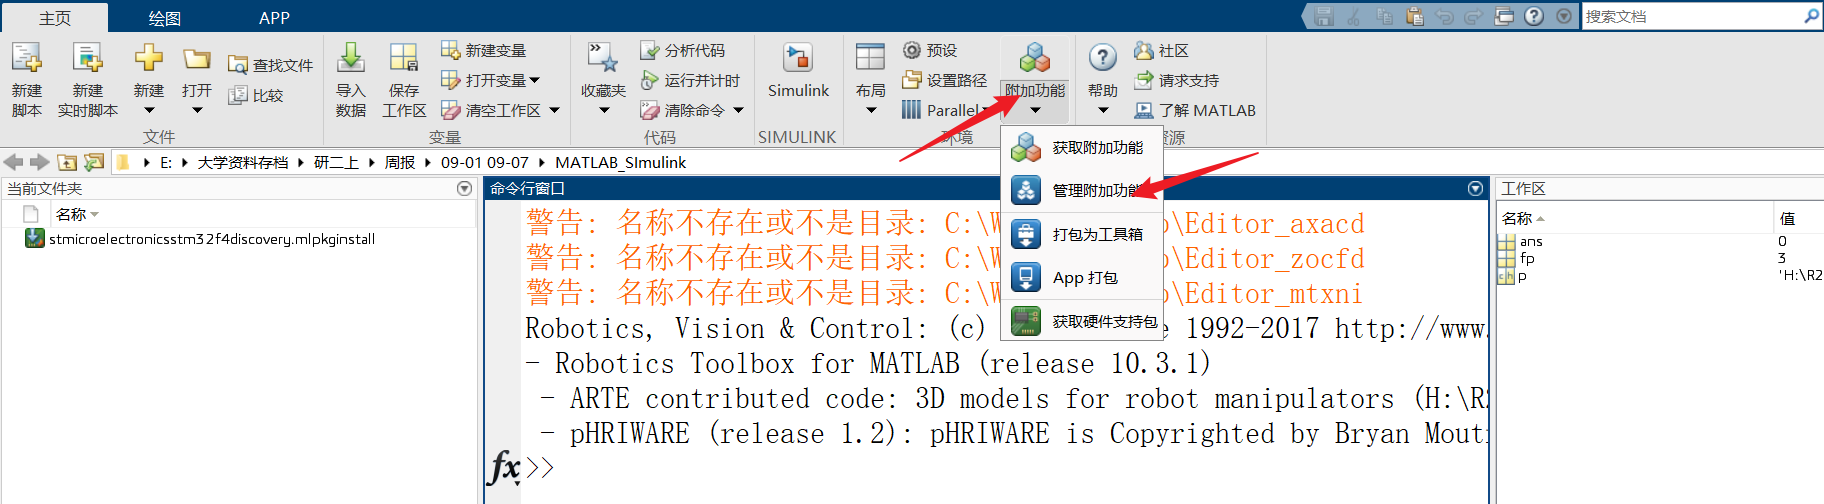 主页 绘图 APP 搜索文档
新建脚本 新建实时脚本 新建 打开 查找文件 比较
文件
导入数据 保存工作区 新建变量 打开变量 清空工作区
变量
收藏夹 分析代码 运行并计时 清除命令
代码
Simulink
SIMULINK
布局 预设 设置路径 Parallel
环境
附加功能
帮助 社区 请求支持 了解 MATLAB
资源
获取附加功能
管理附加功能
打包为工具箱
App 打包
获取硬件支持包
E: 大学资料存档 研二上 周报 09-01 09-07 MATLAB_SImulink
当前文件夹
名称
stmicroelectronicsstm32f4discovery.mlpkginstall
命令行窗口
警告: 名称不存在或不是目录: C:\W \Editor_axacd
警告: 名称不存在或不是目录: C:\W \Editor_zocfd
警告: 名称不存在或不是目录: C:\W \Editor_mtxni
Robotics, Vision & Control: (c) e 1992-2017 http://www.
- Robotics Toolbox for MATLAB (release 10.3.1)
- ARTE contributed code: 3D models for robot manipulators (H:\R2
- pHRIWARE (release 1.2): pHRIWARE is Copyrighted by Bryan Mout
fx >>
工作区
名称 值
ans 0
fp 3
p 'H:\R2